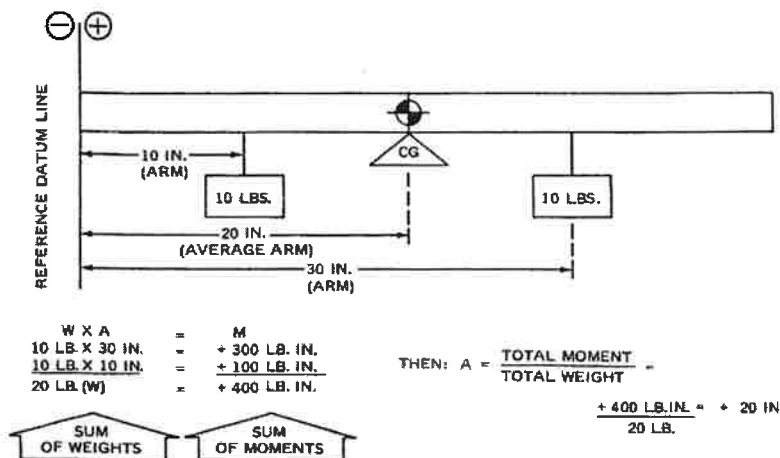 ⊖ ⊕
REFERENCE DATUM LINE
10 IN.
(ARM)
CG
10 LBS.
10 LBS.
20 IN.
(AVERAGE ARM)
30 IN.
(ARM)
W X A = M
10 LB. X 30 IN. = + 300 LB. IN.
10 LB. X 10 IN. = + 100 LB. IN.
20 LB. (W) = + 400 LB. IN.
THEN: A = TOTAL MOMENT
TOTAL WEIGHT =
+ 400 LB.IN. = + 20 IN
20 LB.
SUM
OF WEIGHTS
SUM
OF MOMENTS